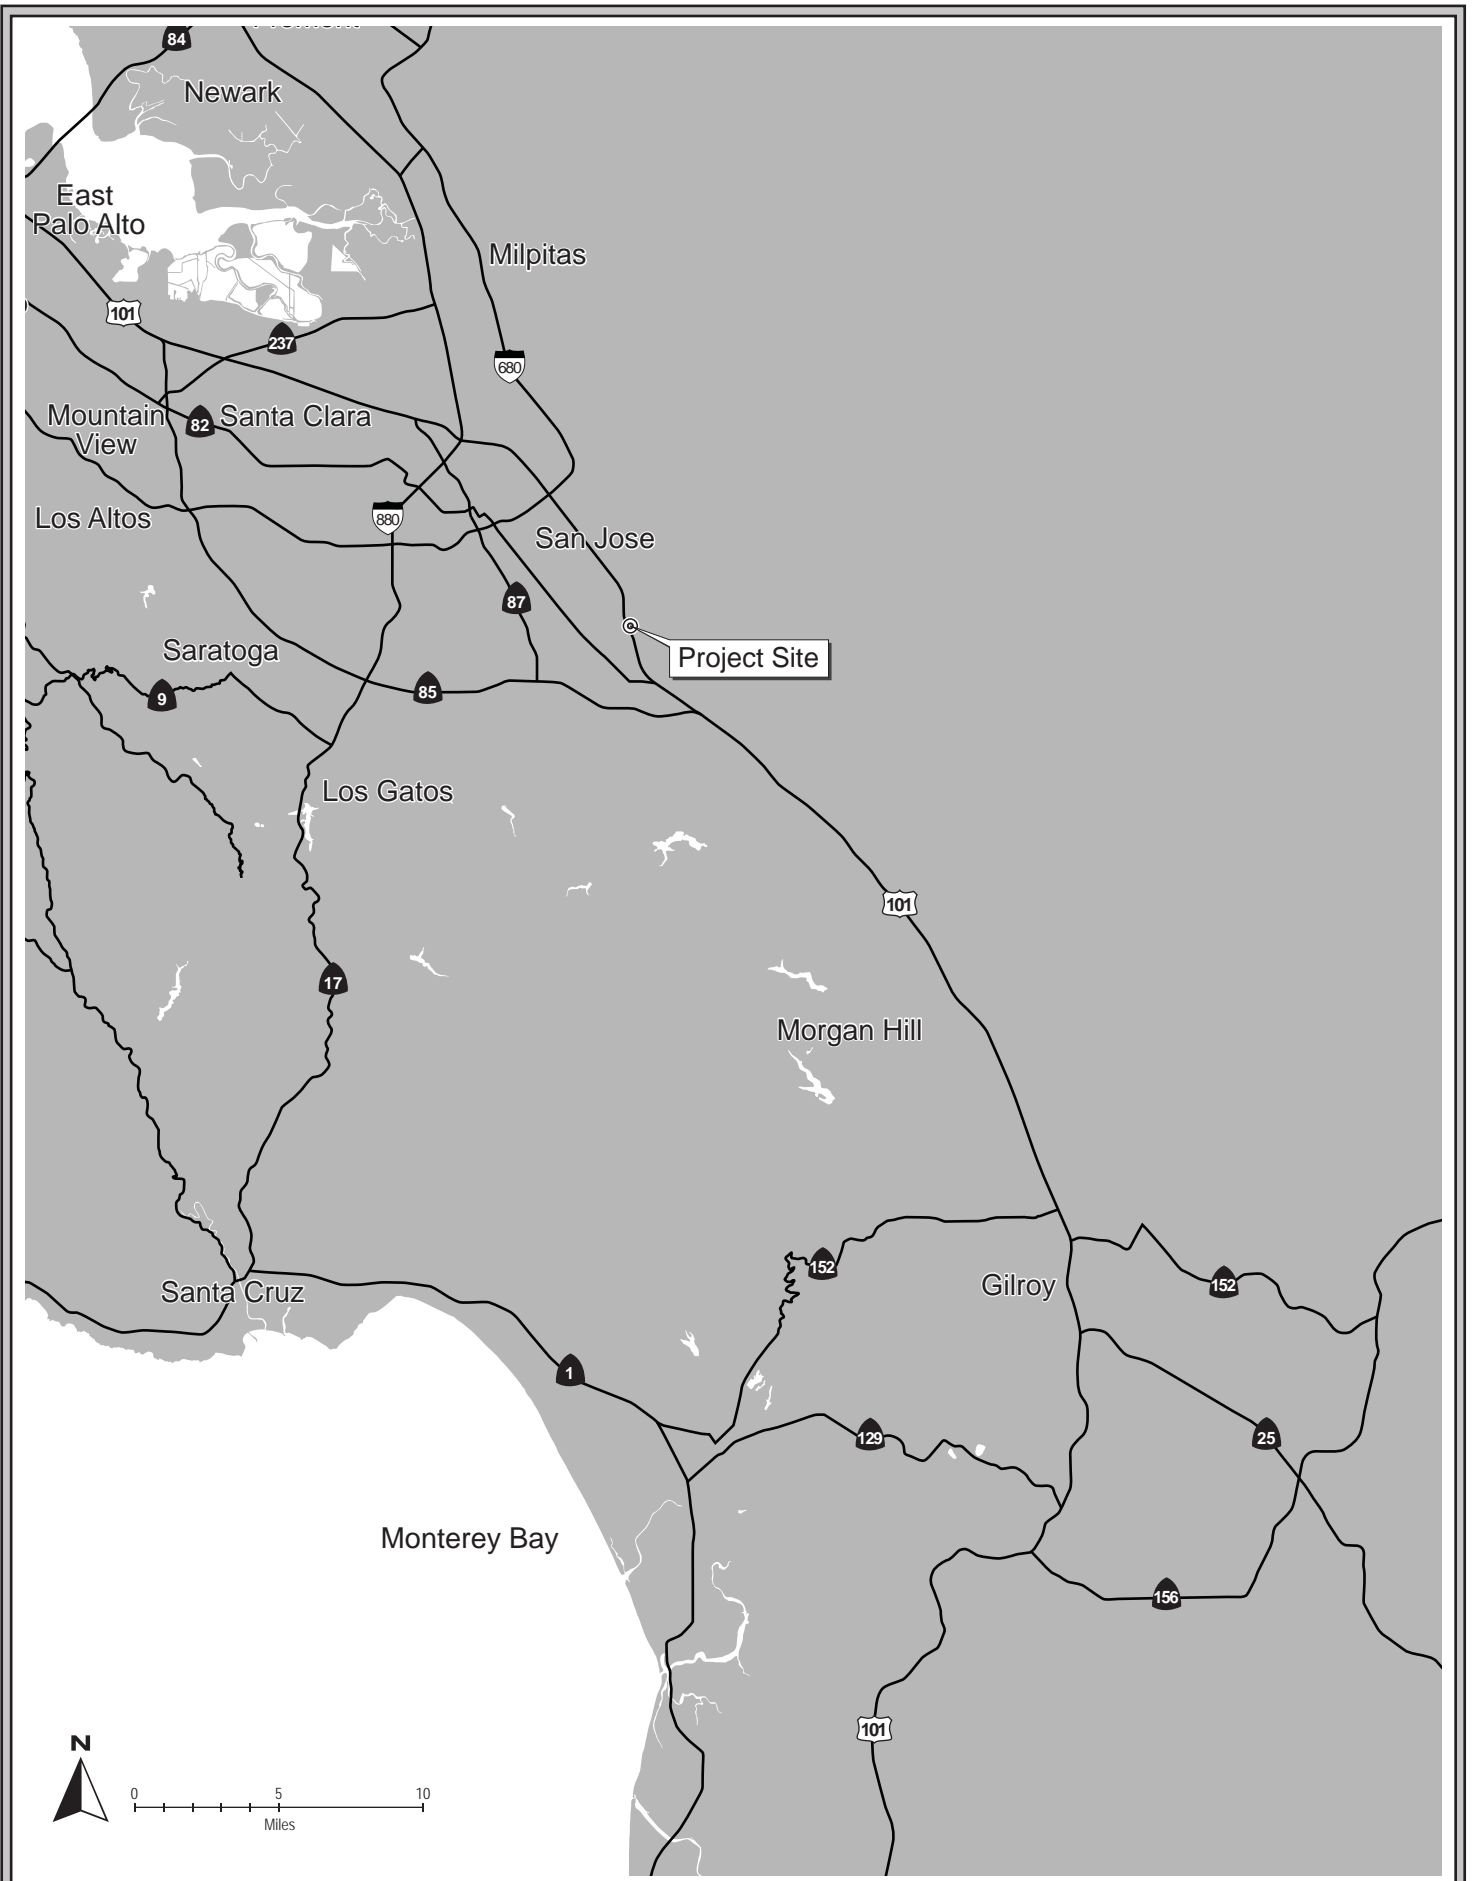 84
Newark
East
Palo Alto
Milpitas
101
237
680
Mountain
View
82
Santa Clara
Los Altos
880
San Jose
87
Saratoga
Project Site
9
85
Los Gatos
101
17
Morgan Hill
152
Gilroy
152
Santa Cruz
1
129
25
Monterey Bay
156
101
N
0 5 10
Miles